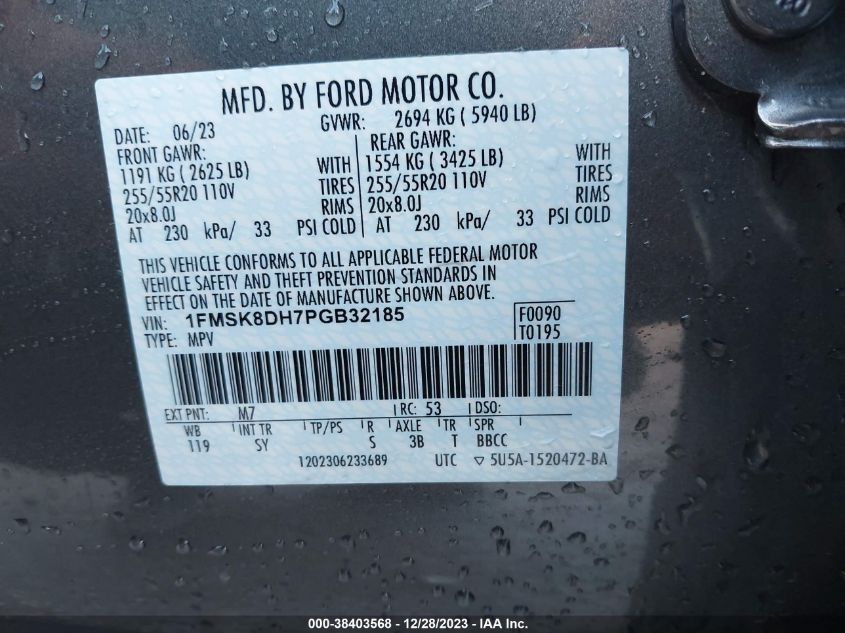 MFD. BY FORD MOTOR CO.
DATE: 06/23 GVWR: 2694 KG ( 5940 LB)
FRONT GAWR: REAR GAWR:
1191 KG ( 2625 LB) WITH 1554 KG ( 3425 LB) WITH
255/55R20 110V TIRES 255/55R20 110V TIRES
20x8.0J RIMS 20x8.0J RIMS
AT 230 kPa/ 33 PSI COLD AT 230 kPa/ 33 PSI COLD
THIS VEHICLE CONFORMS TO ALL APPLICABLE FEDERAL MOTOR
VEHICLE SAFETY AND THEFT PREVENTION STANDARDS IN
EFFECT ON THE DATE OF MANUFACTURE SHOWN ABOVE.
VIN: 1FMSK8DH7PGB32185 F0090
TYPE: MPV T0195
EXT PNT: M7 RC: 53 DSO:
WB INT TR TP/PS R AXLE TR SPR
119 SY S 3B T BBCC
1202306233689 UTC ▽ 5U5A-1520472-BA
000-38403568 - 12/28/2023 - 5U5A-1520472-BA